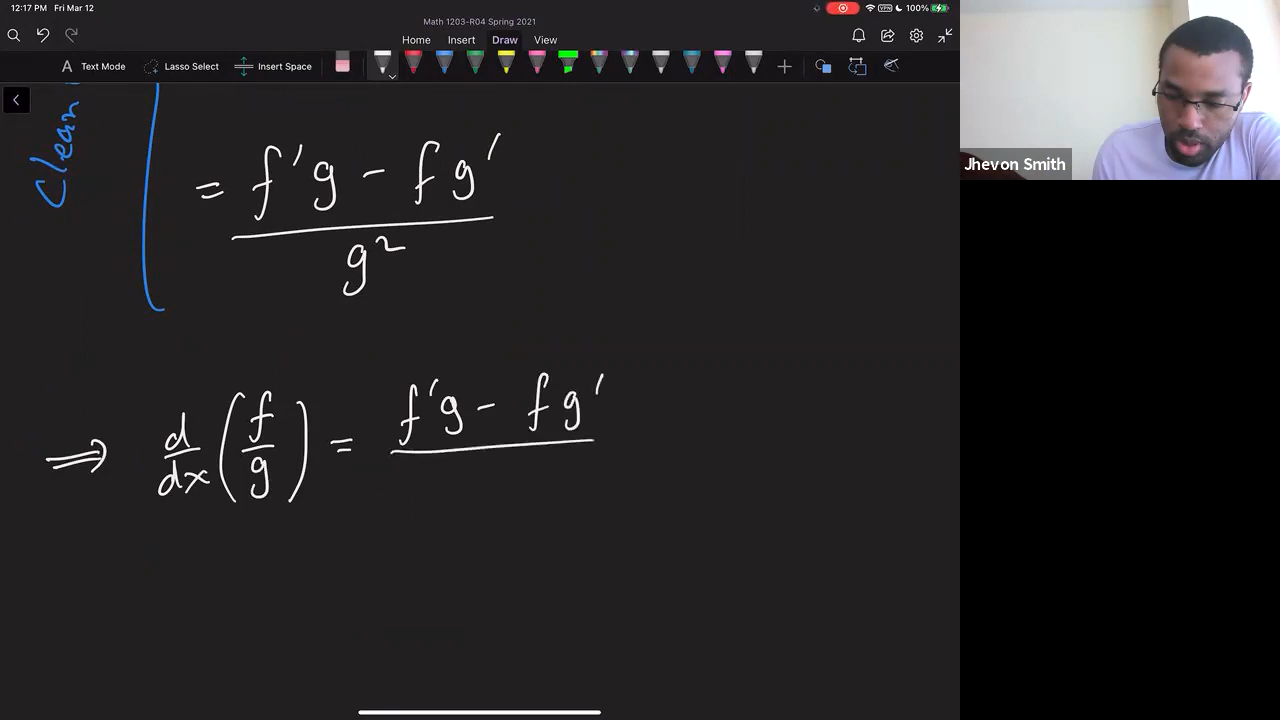 12:17 PM Fri Mar 12
100%
Math 1203-R04 Spring 2021
Home Insert Draw View
Text Mode Lasso Select Insert Space
Clean
= f'g - fg' / g²
⟹ d/dx (f/g) = f'g - fg' /
Jhevon Smith